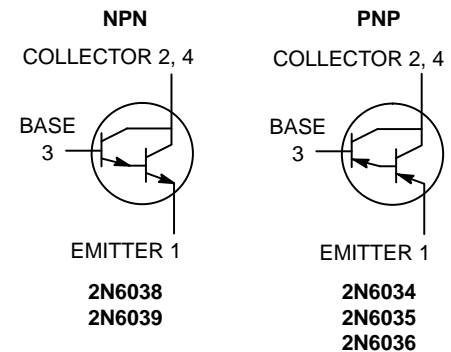 NPN
COLLECTOR 2, 4
BASE
3
EMITTER 1
2N6038
2N6039
PNP
COLLECTOR 2, 4
BASE
3
EMITTER 1
2N6034
2N6035
2N6036